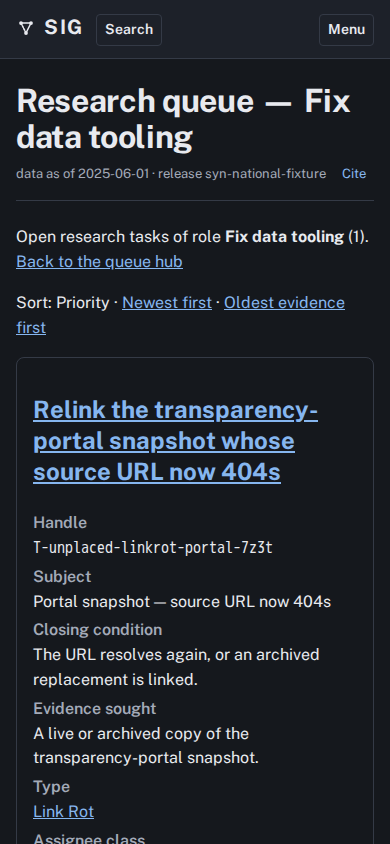 SIG
Search
Menu
Research queue — Fix
data tooling
data as of 2025-06-01 · release syn-national-fixture
Cite
Open research tasks of role Fix data tooling (1).
Back to the queue hub
Sort: Priority · Newest first · Oldest evidence
first
Relink the transparency-
portal snapshot whose
source URL now 404s
Handle
T-unplaced-linkrot-portal-7z3t
Subject
Portal snapshot — source URL now 404s
Closing condition
The URL resolves again, or an archived
replacement is linked.
Evidence sought
A live or archived copy of the
transparency-portal snapshot.
Type
Link Rot
Assignee class